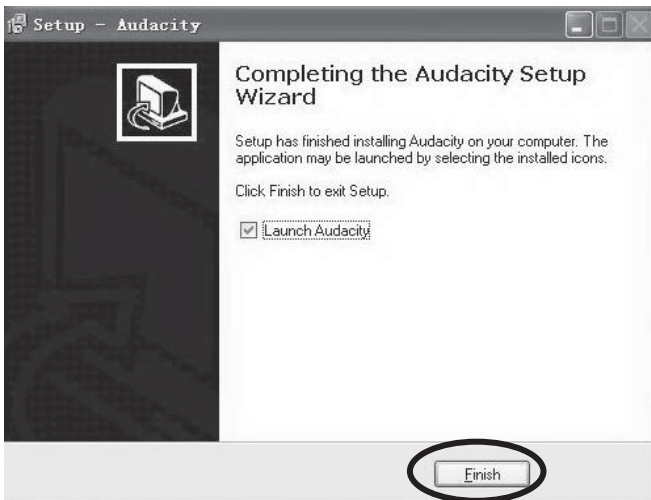 Setup - Audacity
Completing the Audacity Setup
Wizard
Setup has finished installing Audacity on your computer. The
application may be launched by selecting the installed icons.
Click Finish to exit Setup.
Launch Audacity
Finish